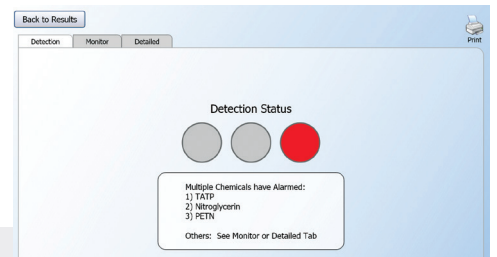 Back to Results
Print
Detection Monitor Detailed
Detection Status
Multiple Chemicals have Alarmed:
1) TATP
2) Nitroglycerin
3) PETN
Others: See Monitor or Detailed Tab